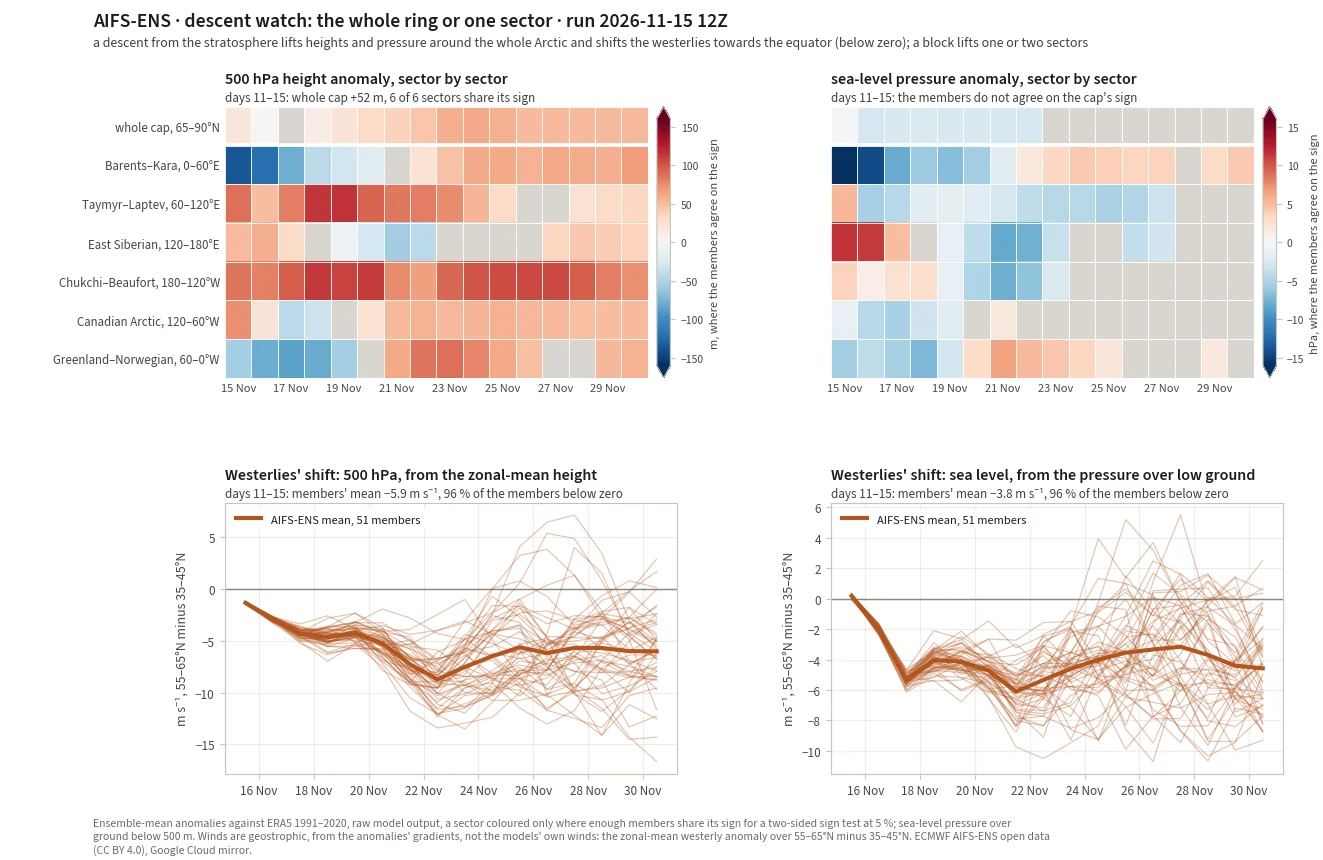 AIFS-ENS · descent watch: the whole ring or one sector · run 2026-11-15 12Z
a descent from the stratosphere lifts heights and pressure around the whole Arctic and shifts the westerlies towards the equator (below zero); a block lifts one or two sectors
500 hPa height anomaly, sector by sector
days 11–15: whole cap +52 m, 6 of 6 sectors share its sign
whole cap, 65–90°N
Barents–Kara, 0–60°E
Taymyr–Laptev, 60–120°E
East Siberian, 120–180°E
Chukchi–Beaufort, 180–120°W
Canadian Arctic, 120–60°W
Greenland–Norwegian, 60–0°W
15 Nov 17 Nov 19 Nov 21 Nov 23 Nov 25 Nov 27 Nov 29 Nov
150
100
50
0
−50
−100
−150
m, where the members agree on the sign
sea-level pressure anomaly, sector by sector
days 11–15: the members do not agree on the cap's sign
15 Nov 17 Nov 19 Nov 21 Nov 23 Nov 25 Nov 27 Nov 29 Nov
15
10
5
0
−5
−10
−15
hPa, where the members agree on the sign
Westerlies' shift: 500 hPa, from the zonal-mean height
days 11–15: members' mean −5.9 m s⁻¹, 96 % of the members below zero
AIFS-ENS mean, 51 members
5
0
−5
−10
−15
m s⁻¹, 55–65°N minus 35–45°N
16 Nov 18 Nov 20 Nov 22 Nov 24 Nov 26 Nov 28 Nov 30 Nov
Westerlies' shift: sea level, from the pressure over low ground
days 11–15: members' mean −3.8 m s⁻¹, 96 % of the members below zero
AIFS-ENS mean, 51 members
6
4
2
0
−2
−4
−6
−8
−10
m s⁻¹, 55–65°N minus 35–45°N
16 Nov 18 Nov 20 Nov 22 Nov 24 Nov 26 Nov 28 Nov 30 Nov
Ensemble-mean anomalies against ERA5 1991–2020, raw model output, a sector coloured only where enough members share its sign for a two-sided sign test at 5 %; sea-level pressure over
ground below 500 m. Winds are geostrophic, from the anomalies' gradients, not the models' own winds: the zonal-mean westerly anomaly over 55–65°N minus 35–45°N. ECMWF AIFS-ENS open data
(CC BY 4.0), Google Cloud mirror.